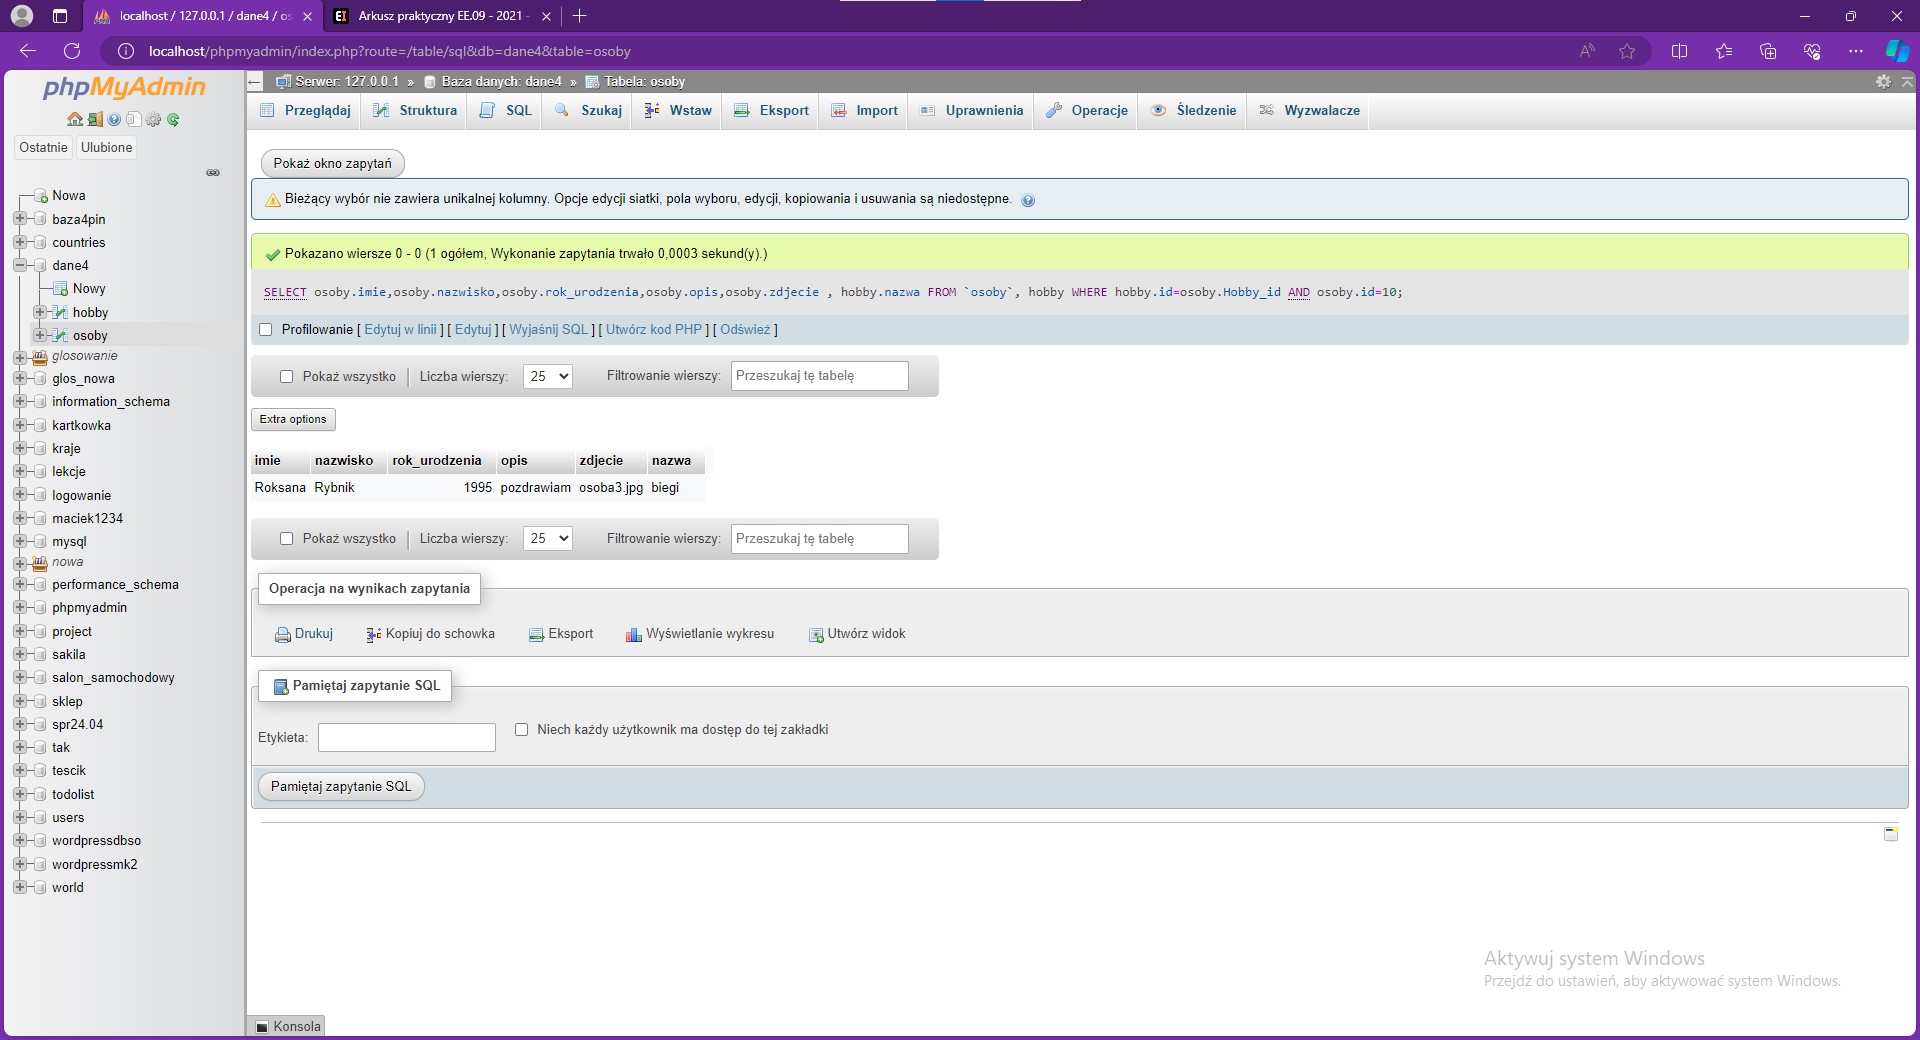 localhost / 127.0.0.1 / dane4 / os
EI Arkusz praktyczny EE.09 - 2021 -
localhost/phpmyadmin/index.php?route=/table/sql&db=dane4&table=osoby
phpMyAdmin
Ostatnie Ulubione
Nowa
baza4pin
countries
dane4
Nowy
hobby
osoby
glosowanie
glos_nowa
information_schema
kartkowka
kraje
lekcje
logowanie
maciek1234
mysql
nowa
performance_schema
phpmyadmin
project
sakila
salon_samochodowy
sklep
spr24.04
tak
tescik
todolist
users
wordpressdbso
wordpressmk2
world
Serwer: 127.0.0.1 » Baza danych: dane4 » Tabela: osoby
Przeglądaj Struktura SQL Szukaj Wstaw Eksport Import Uprawnienia Operacje Śledzenie Wyzwalacze
Pokaż okno zapytań
Bieżący wybór nie zawiera unikalnej kolumny. Opcje edycji siatki, pola wyboru, edycji, kopiowania i usuwania są niedostępne.
Pokazano wiersze 0 - 0 (1 ogółem, Wykonanie zapytania trwało 0,0003 sekund(y).)
SELECT osoby.imie,osoby.nazwisko,osoby.rok_urodzenia,osoby.opis,osoby.zdjecie , hobby.nazwa FROM `osoby`, hobby WHERE hobby.id=osoby.Hobby_id AND osoby.id=10;
Profilowanie [ Edytuj w linii ] [ Edytuj ] [ Wyjaśnij SQL ] [ Utwórz kod PHP ] [ Odśwież ]
Pokaż wszystko | Liczba wierszy: 25 Filtrowanie wierszy: Przeszukaj tę tabelę
Extra options
imie nazwisko rok_urodzenia opis zdjecie nazwa
Roksana Rybnik 1995 pozdrawiam osoba3.jpg biegi
Pokaż wszystko | Liczba wierszy: 25 Filtrowanie wierszy: Przeszukaj tę tabelę
Operacja na wynikach zapytania
Drukuj Kopiuj do schowka Eksport Wyświetlanie wykresu Utwórz widok
Pamiętaj zapytanie SQL
Etykieta: Niech każdy użytkownik ma dostęp do tej zakładki
Pamiętaj zapytanie SQL
Aktywuj system Windows
Przejdź do ustawień, aby aktywować system Windows.
Konsola